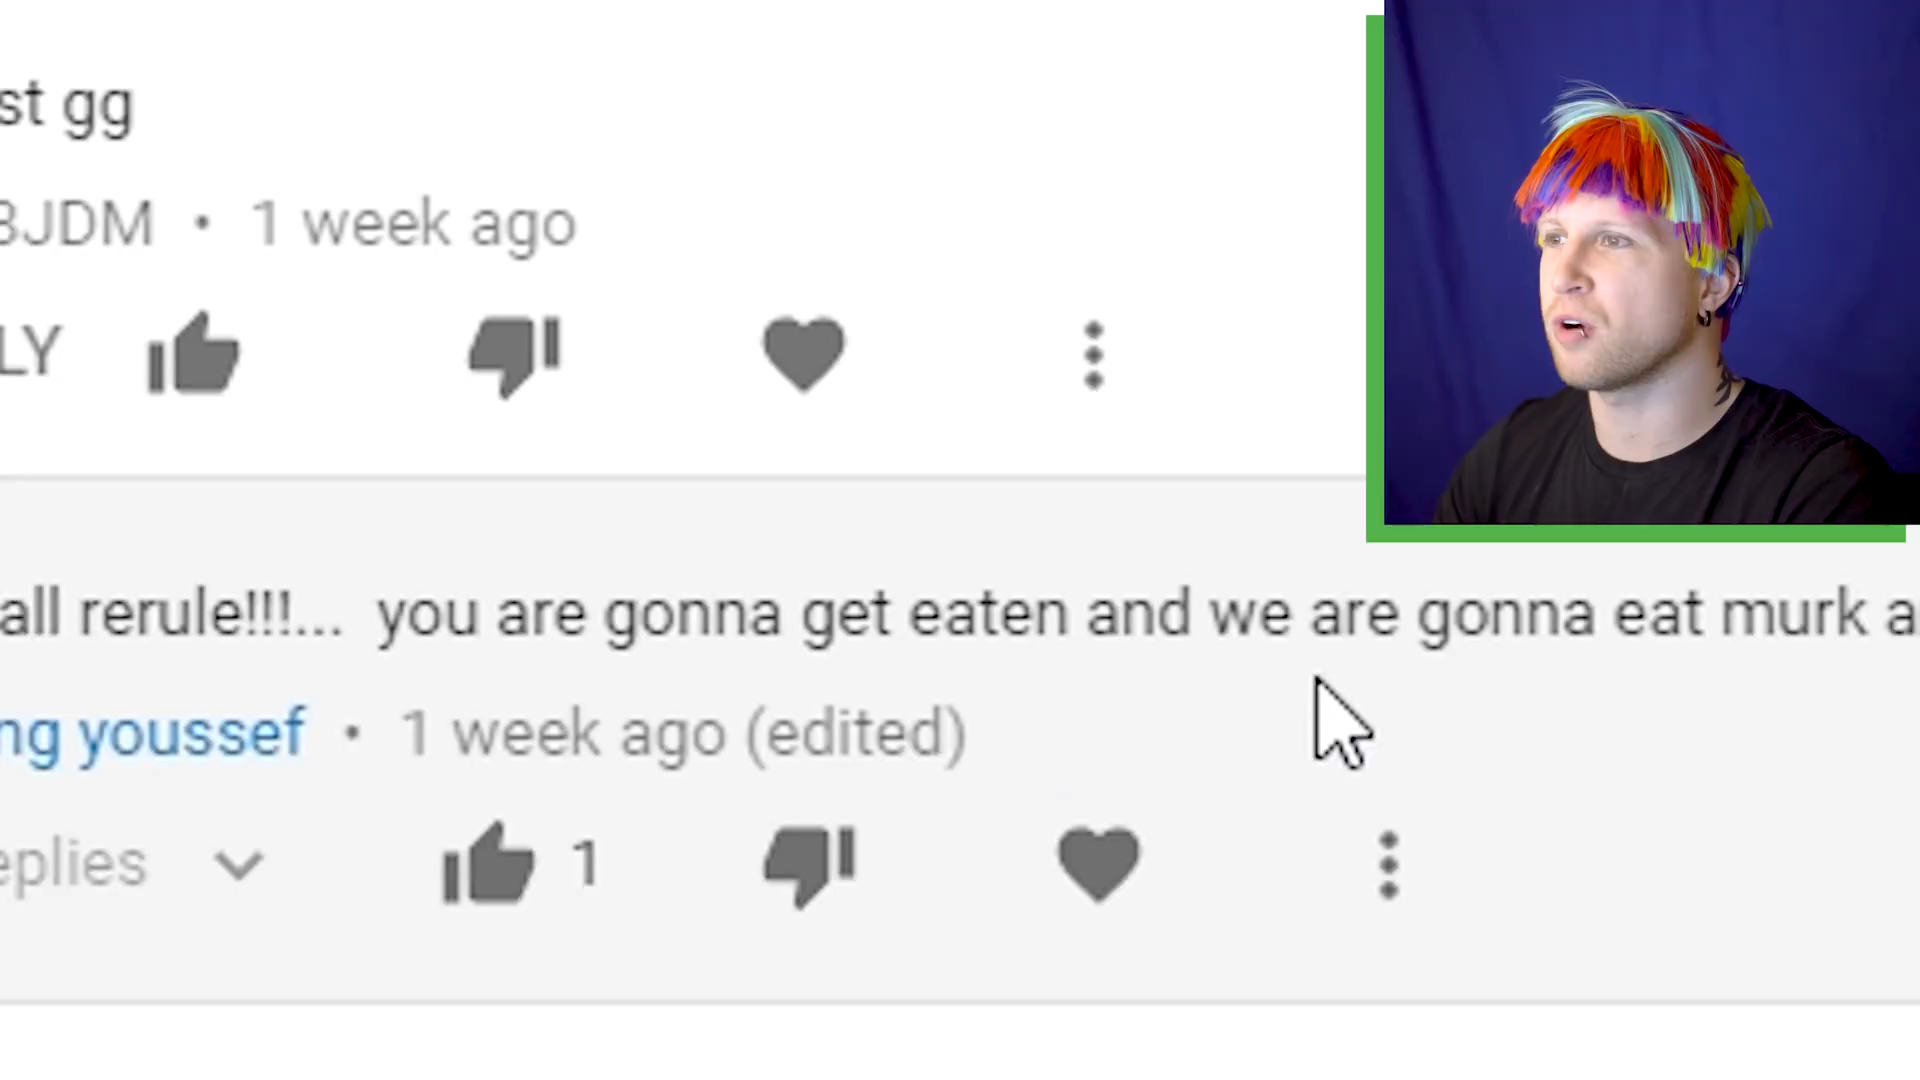 st gg
3JDM • 1 week ago
LY
all rerule!!!... you are gonna get eaten and we are gonna eat murk a
ng youssef • 1 week ago (edited)
eplies 1